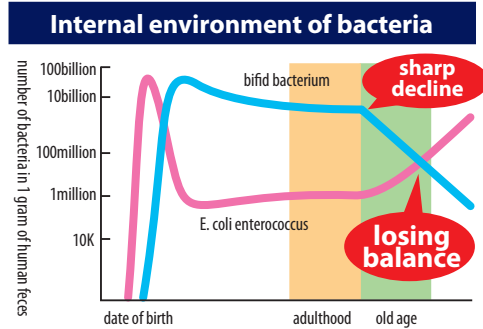 Internal environment of bacteria
number of bacteria in 1 gram of human feces
100billion
10billion
100million
1million
10K
bifid bacterium
sharp
decline
E. coli enterococcus
losing
balance
date of birth
adulthood
old age